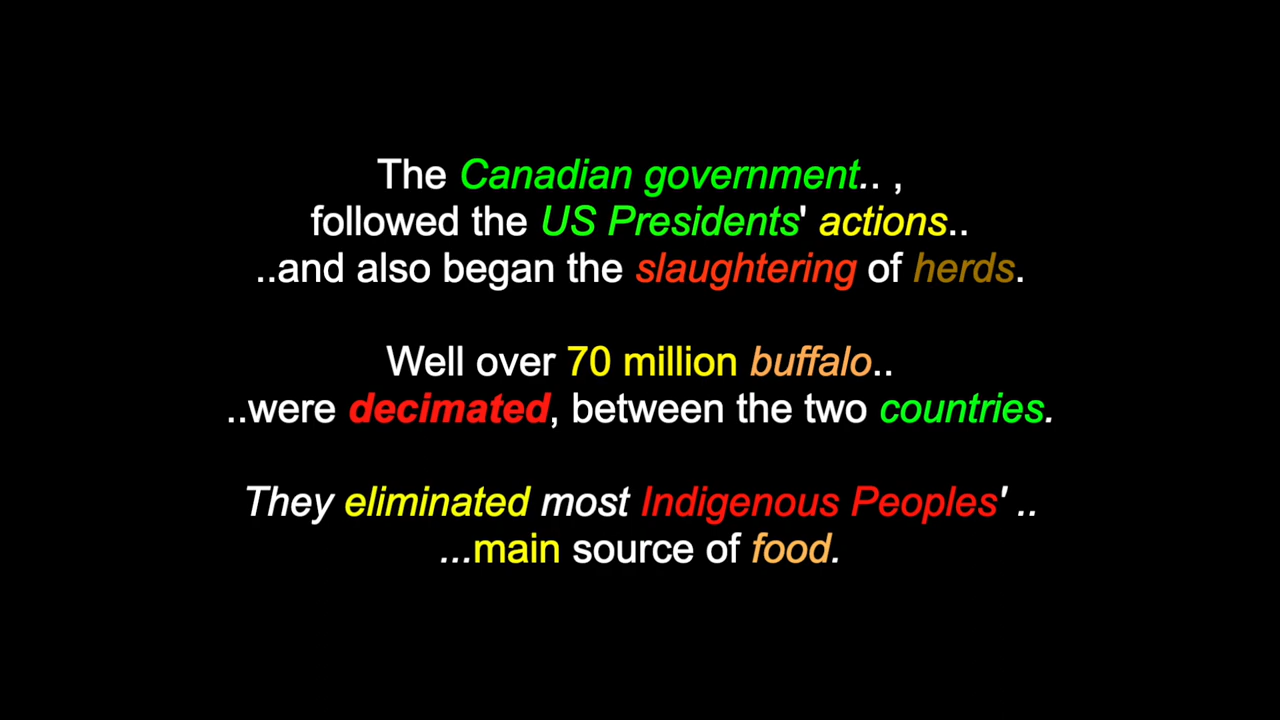 The Canadian government.. ,
followed the US Presidents' actions..
..and also began the slaughtering of herds.
Well over 70 million buffalo..
..were decimated, between the two countries.
They eliminated most Indigenous Peoples' ..
...main source of food.